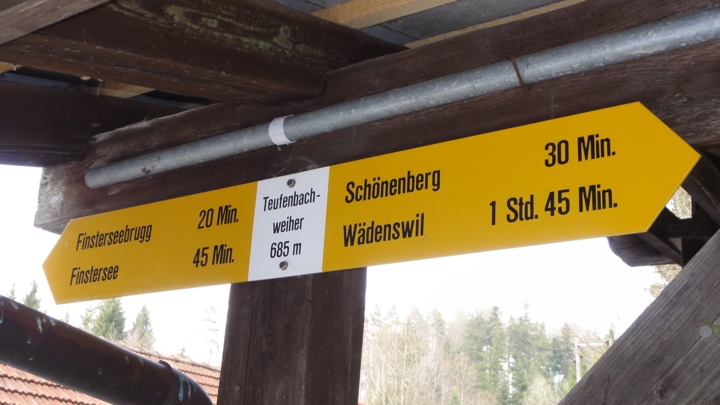 Finsterseebrugg 20 Min.
Finstersee 45 Min.
Teufenbach-
weiher
685 m
Schönenberg 30 Min.
Wädenswil 1 Std. 45 Min.